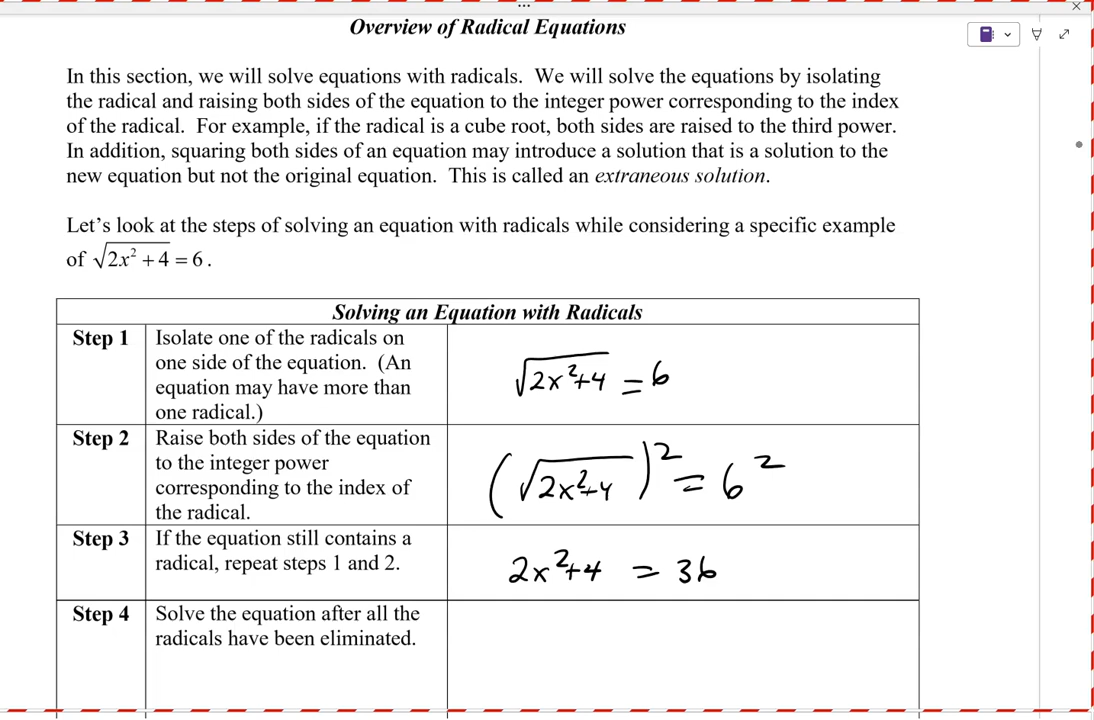 Overview of Radical Equations
In this section, we will solve equations with radicals. We will solve the equations by isolating
the radical and raising both sides of the equation to the integer power corresponding to the index
of the radical. For example, if the radical is a cube root, both sides are raised to the third power.
In addition, squaring both sides of an equation may introduce a solution that is a solution to the
new equation but not the original equation. This is called an extraneous solution.
Let's look at the steps of solving an equation with radicals while considering a specific example
of √(2x² + 4) = 6.
Solving an Equation with Radicals
Step 1
Isolate one of the radicals on
one side of the equation. (An
equation may have more than
one radical.)
√(2x²+4) = 6
Step 2
Raise both sides of the equation
to the integer power
corresponding to the index of
the radical.
(√(2x²+4))² = 6²
Step 3
If the equation still contains a
radical, repeat steps 1 and 2.
2x²+4 = 36
Step 4
Solve the equation after all the
radicals have been eliminated.